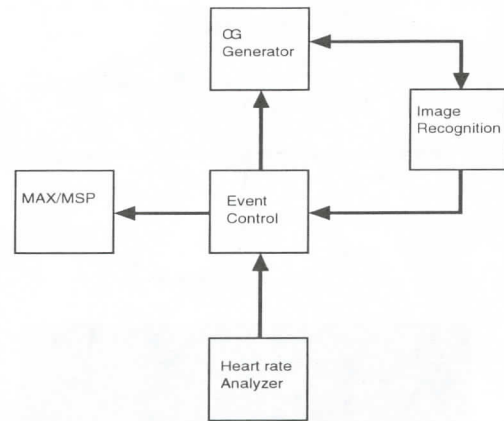 CG
Generator
Image
Recognition
MAX/MSP
Event
Control
Heart rate
Analyzer